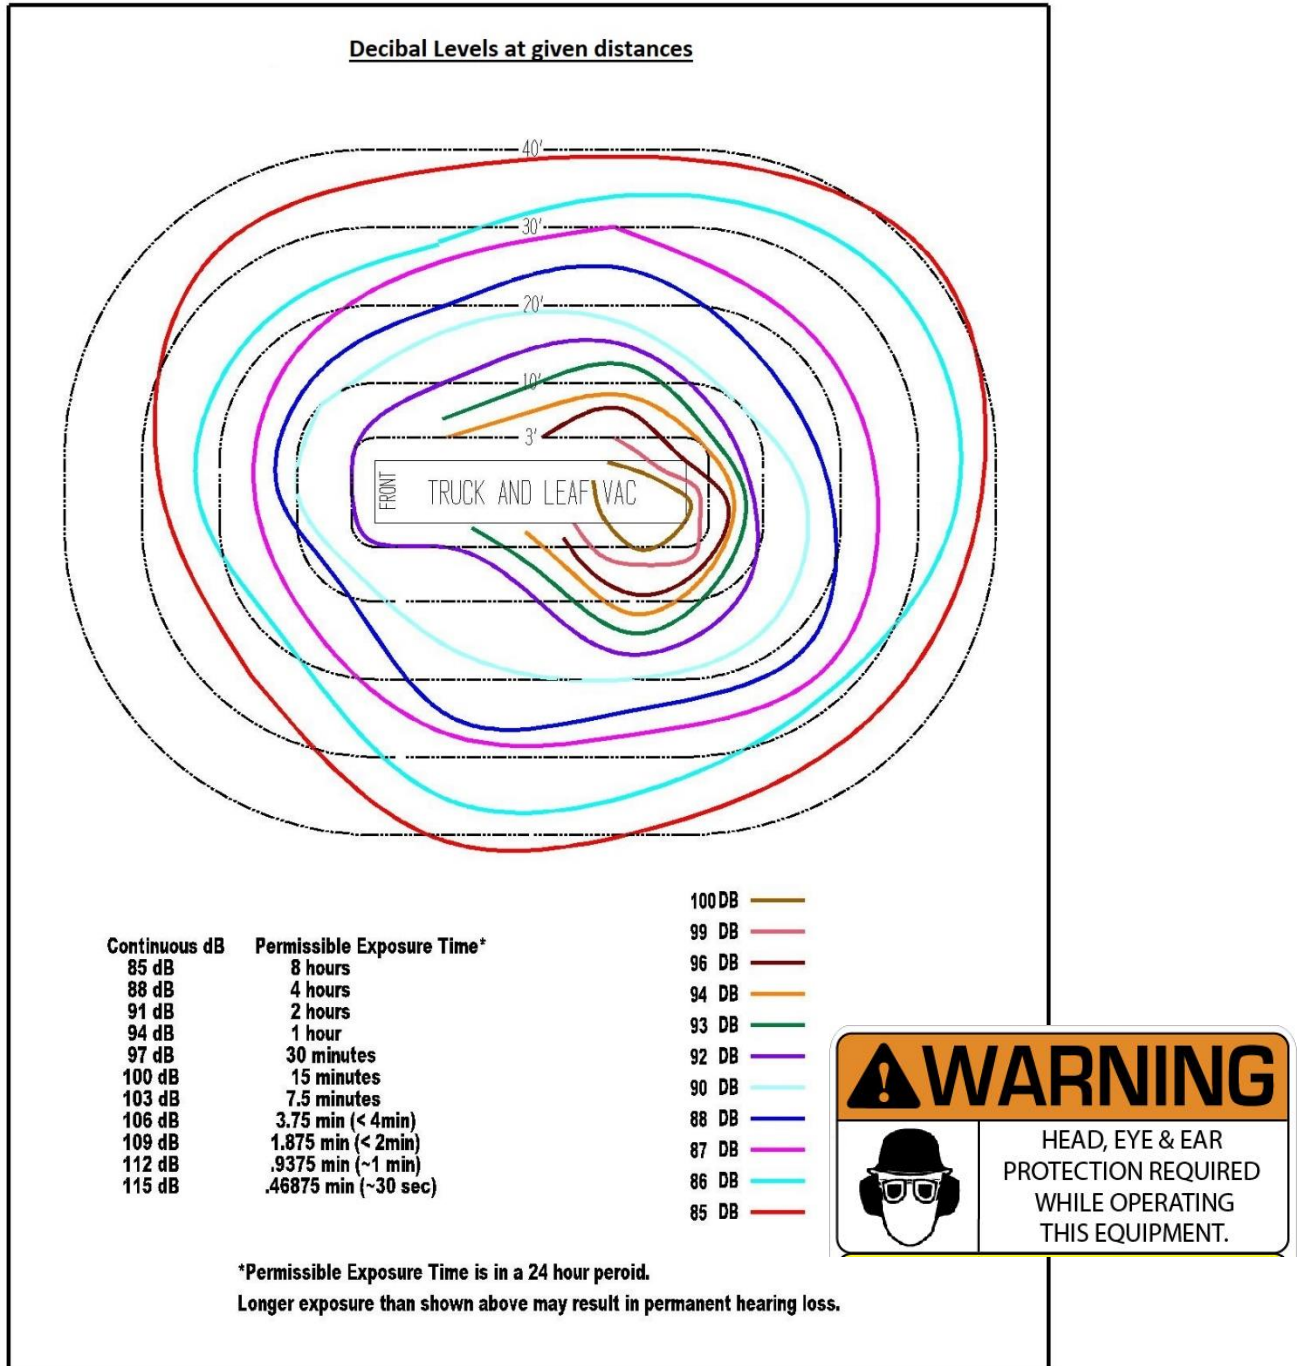 Decibal Levels at given distances
40'
30'
20'
10'
3'
FRONT
TRUCK AND LEAF VAC
Continuous dB Permissible Exposure Time*
85 dB 8 hours
88 dB 4 hours
91 dB 2 hours
94 dB 1 hour
97 dB 30 minutes
100 dB 15 minutes
103 dB 7.5 minutes
106 dB 3.75 min (< 4min)
109 dB 1.875 min (< 2min)
112 dB .9375 min (~1 min)
115 dB .46875 min (~30 sec)
100 DB
99 DB
96 DB
94 DB
93 DB
92 DB
90 DB
88 DB
87 DB
86 DB
85 DB
WARNING
HEAD, EYE & EAR
PROTECTION REQUIRED
WHILE OPERATING
THIS EQUIPMENT.
*Permissible Exposure Time is in a 24 hour peroid.
Longer exposure than shown above may result in permanent hearing loss.